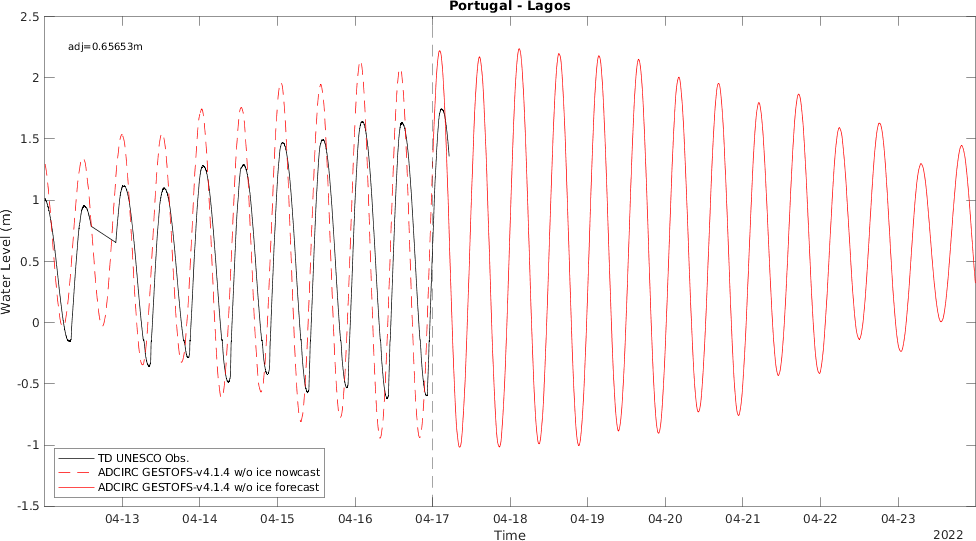 Portugal - Lagos
adj=0.65653m
2.5
2
1.5
1
0.5
0
-0.5
-1
-1.5
Water Level (m)
TD UNESCO Obs.
ADCIRC GESTOFS-v4.1.4 w/o ice nowcast
ADCIRC GESTOFS-v4.1.4 w/o ice forecast
04-13 04-14 04-15 04-16 04-17 04-18 04-19 04-20 04-21 04-22 04-23
Time
2022